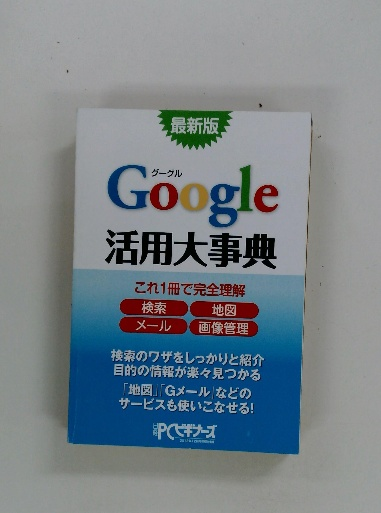 最新版
グーグル
Google
活用大事典
これ1冊で完全理解
検索 地図
メール 画像管理
検索のワザをしっかりと紹介
目的の情報が楽々見つかる
「地図」「Gメール」などの
サービスも使いこなせる!
PCビギナーズ